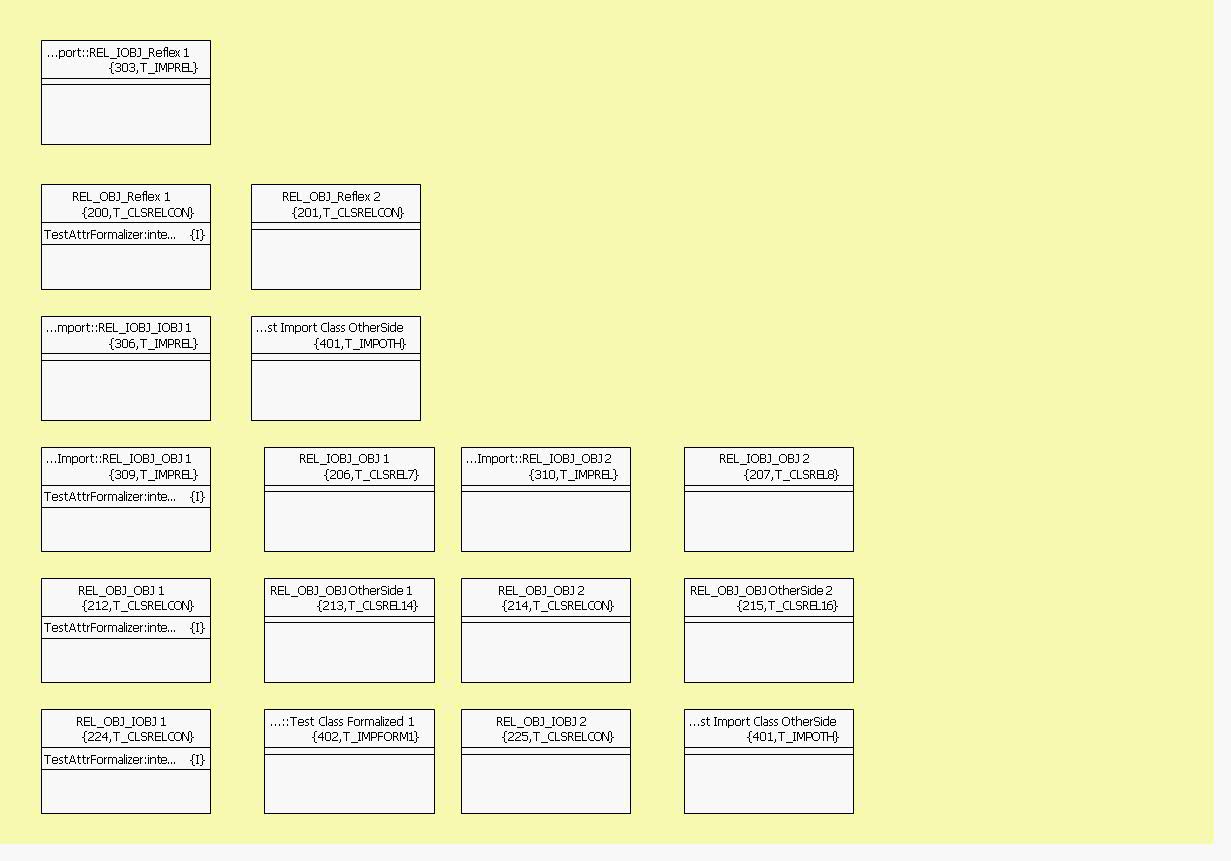 ...port::REL_IOBJ_Reflex 1
{303,T_IMPREL}
REL_OBJ_Reflex 1
{200,T_CLSRELCON}
TestAttrFormalizer:inte... {I}
REL_OBJ_Reflex 2
{201,T_CLSRELCON}
...mport::REL_IOBJ_IOBJ 1
{306,T_IMPREL}
...st Import Class OtherSide
{401,T_IMPOTH}
...Import::REL_IOBJ_OBJ 1
{309,T_IMPREL}
TestAttrFormalizer:inte... {I}
REL_IOBJ_OBJ 1
{206,T_CLSREL7}
...Import::REL_IOBJ_OBJ 2
{310,T_IMPREL}
REL_IOBJ_OBJ 2
{207,T_CLSREL8}
REL_OBJ_OBJ 1
{212,T_CLSRELCON}
TestAttrFormalizer:inte... {I}
REL_OBJ_OBJ OtherSide 1
{213,T_CLSREL14}
REL_OBJ_OBJ 2
{214,T_CLSRELCON}
REL_OBJ_OBJ OtherSide 2
{215,T_CLSREL16}
REL_OBJ_IOBJ 1
{224,T_CLSRELCON}
TestAttrFormalizer:inte... {I}
...::Test Class Formalized 1
{402,T_IMPFORM1}
REL_OBJ_IOBJ 2
{225,T_CLSRELCON}
...st Import Class OtherSide
{401,T_IMPOTH}